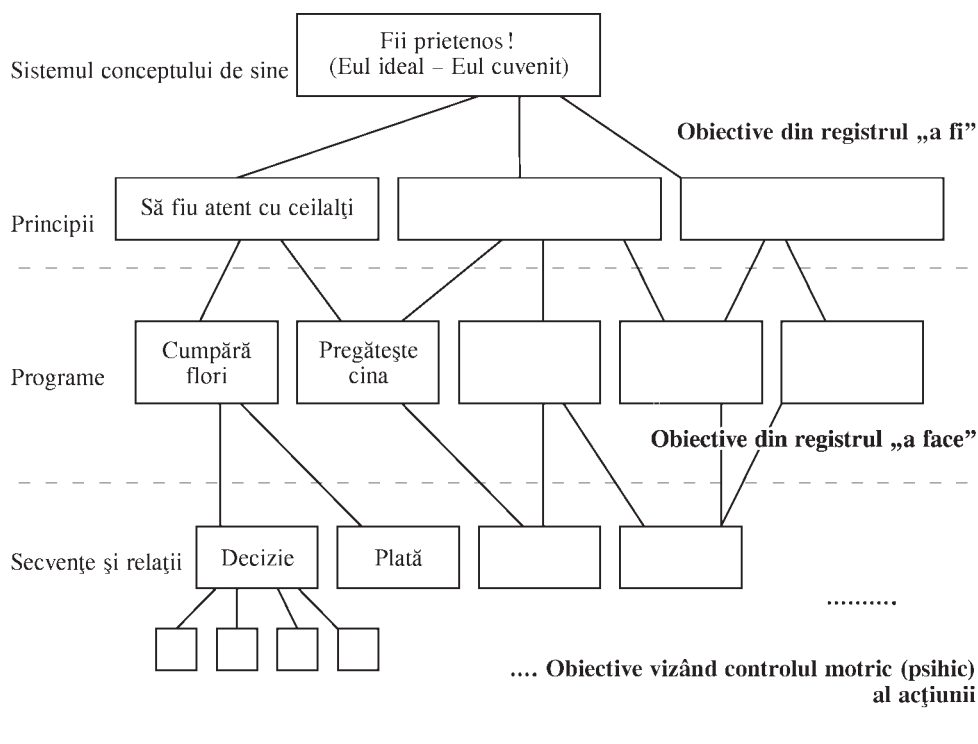 Fii prietenos !
(Eul ideal – Eul cuvenit)
Sistemul conceptului de sine
Obiective din registrul „a fi”
Să fiu atent cu ceilalţi
Principii
Cumpără
flori
Pregăteşte
cina
Programe
Obiective din registrul „a face”
Secvenţe şi relaţii
Decizie
Plată
..........
.... Obiective vizând controlul motric (psihic)
al acţiunii